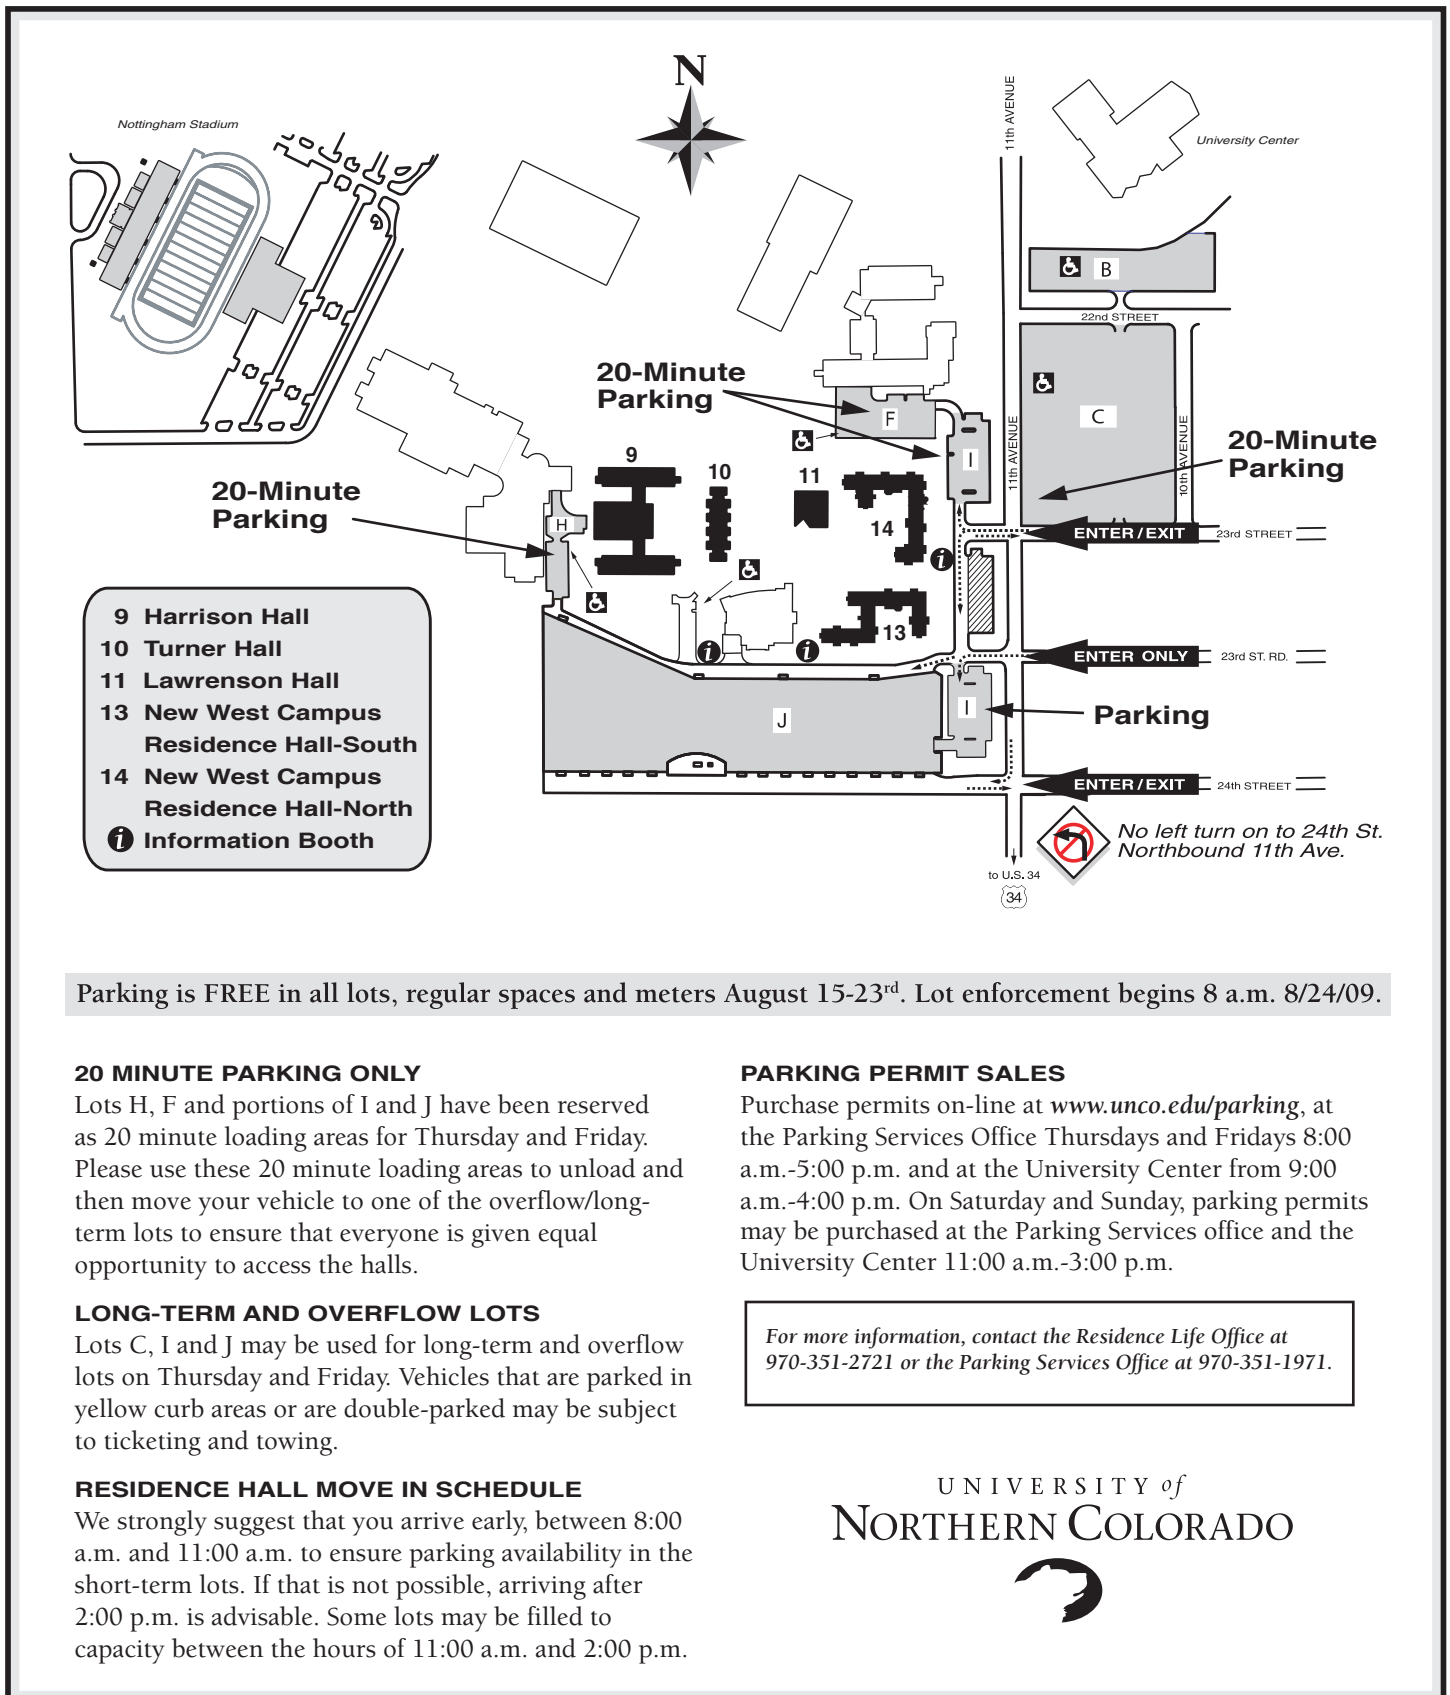 N
Nottingham Stadium
11th AVENUE
University Center
B
22nd STREET
20-Minute
Parking
F
I
C
11th AVENUE
10th AVENUE
20-Minute
Parking
9
10
11
14
20-Minute
Parking
H
ENTER/EXIT
23rd STREET
i
13
i
i
ENTER ONLY
23rd ST. RD.
J
I
Parking
ENTER/EXIT
24th STREET
9 Harrison Hall
10 Turner Hall
11 Lawrenson Hall
13 New West Campus
Residence Hall-South
14 New West Campus
Residence Hall-North
i Information Booth
No left turn on to 24th St.
Northbound 11th Ave.
to U.S. 34
34
Parking is FREE in all lots, regular spaces and meters August 15-23rd. Lot enforcement begins 8 a.m. 8/24/09.
20 MINUTE PARKING ONLY
Lots H, F and portions of I and J have been reserved
as 20 minute loading areas for Thursday and Friday.
Please use these 20 minute loading areas to unload and
then move your vehicle to one of the overflow/long-
term lots to ensure that everyone is given equal
opportunity to access the halls.
LONG-TERM AND OVERFLOW LOTS
Lots C, I and J may be used for long-term and overflow
lots on Thursday and Friday. Vehicles that are parked in
yellow curb areas or are double-parked may be subject
to ticketing and towing.
RESIDENCE HALL MOVE IN SCHEDULE
We strongly suggest that you arrive early, between 8:00
a.m. and 11:00 a.m. to ensure parking availability in the
short-term lots. If that is not possible, arriving after
2:00 p.m. is advisable. Some lots may be filled to
capacity between the hours of 11:00 a.m. and 2:00 p.m.
PARKING PERMIT SALES
Purchase permits on-line at www.unco.edu/parking, at
the Parking Services Office Thursdays and Fridays 8:00
a.m.-5:00 p.m. and at the University Center from 9:00
a.m.-4:00 p.m. On Saturday and Sunday, parking permits
may be purchased at the Parking Services office and the
University Center 11:00 a.m.-3:00 p.m.
For more information, contact the Residence Life Office at
970-351-2721 or the Parking Services Office at 970-351-1971.
UNIVERSITY of
NORTHERN COLORADO